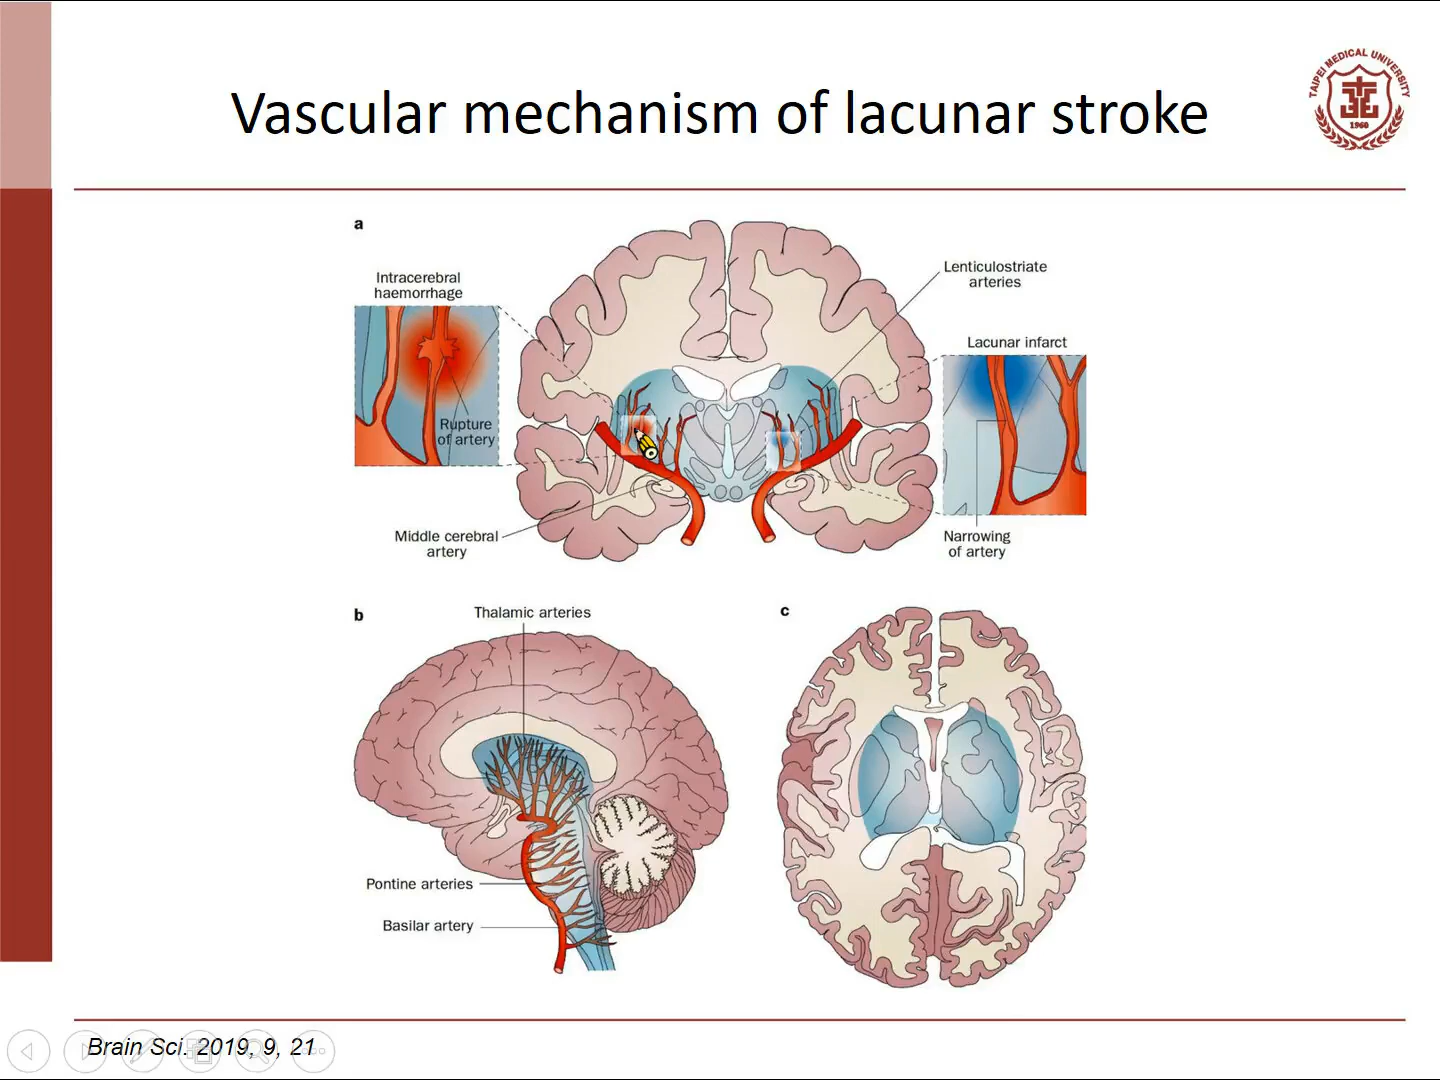 Vascular mechanism of lacunar stroke
TAIPEI MEDICAL UNIVERSITY
1960
a
Intracerebral
haemorrhage
Rupture
of artery
Middle cerebral
artery
Lenticulostriate
arteries
Lacunar infarct
Narrowing
of artery
b
Thalamic arteries
Pontine arteries
Basilar artery
c
Brain Sci. 2019, 9, 21